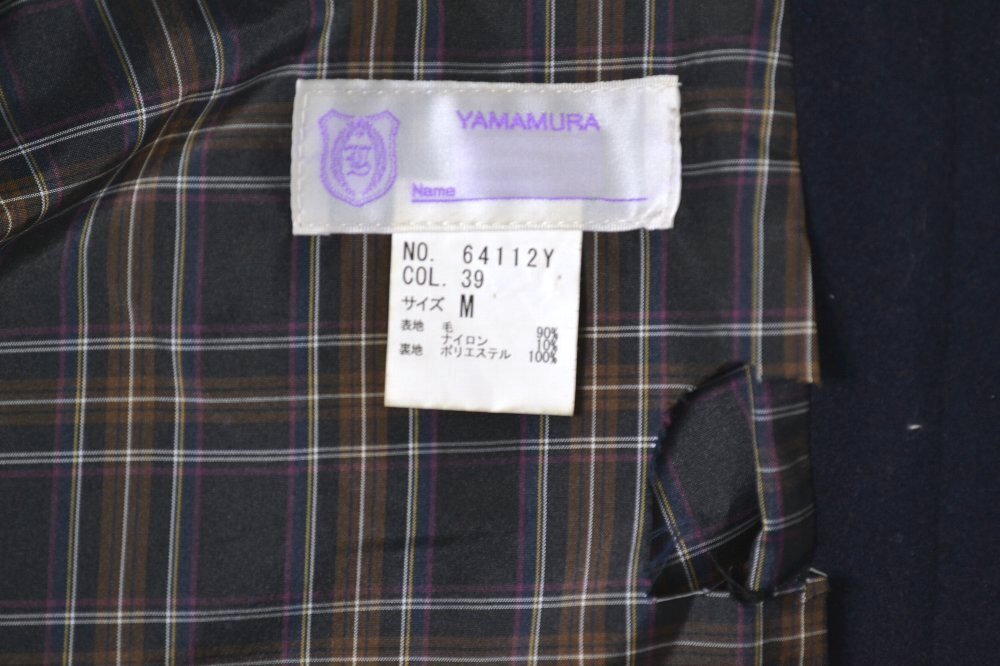 YAMAMURA
Name
NO. 64112Y
COL. 39
サイズ M
表地 毛 90%
ナイロン 10%
裏地 ポリエステル 100%